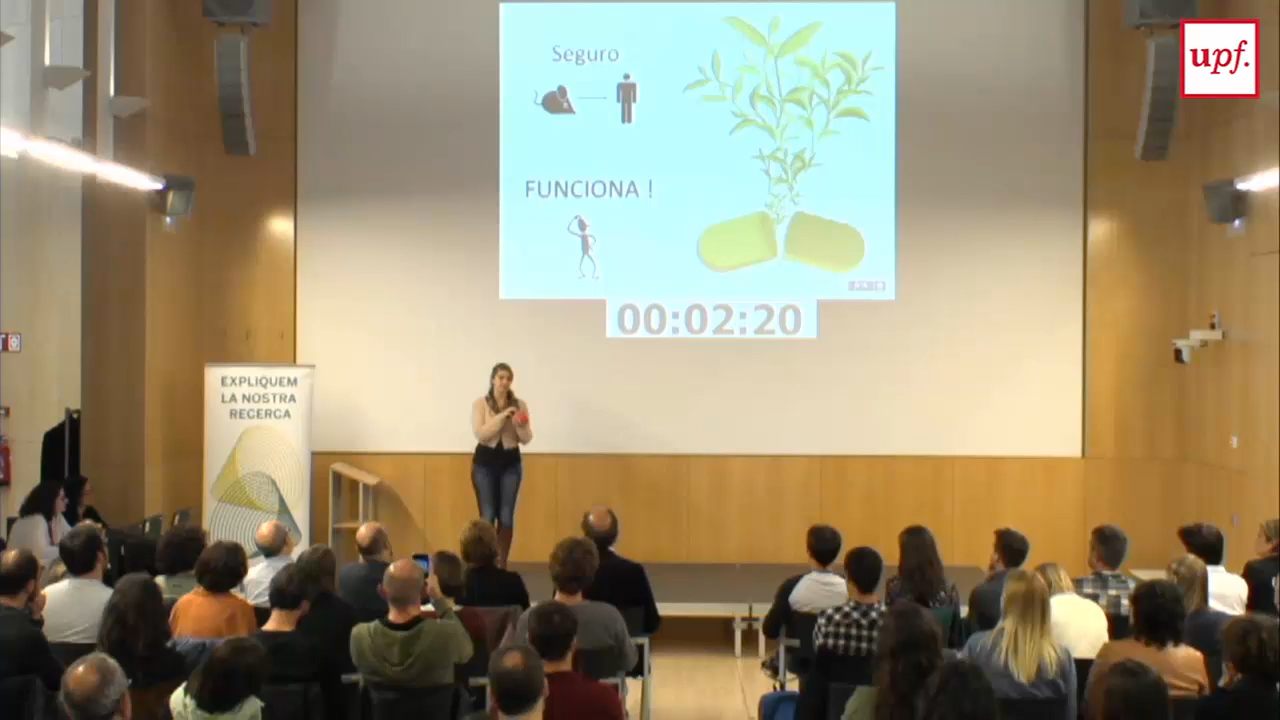 upf.
Seguro
FUNCIONA !
00:02:20
EXPLIQUEM
LA NOSTRA
RECERCA